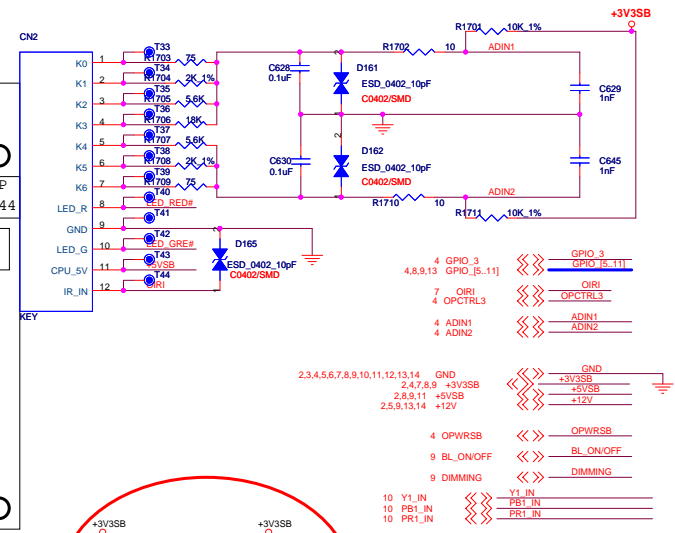 +3V3SB
CN2
R1701 10K_1%
T33
R1702 10 ADIN1
K0 1 R1703 75
T34
C628 0.1uF
D161
ESD_0402_10pF
C0402/SMD
K1 2 R1704 2K_1%
T35
C629 1nF
K2 3 R1705 5.6K
T36
K3 4 R1706 18K
T37
K4 5 R1707 5.6K
T38
C630 0.1uF
D162
ESD_0402_10pF
C0402/SMD
C645 1nF
K5 6 R1708 2K_1%
T39
K6 7 R1709 75
T40
R1710 10 ADIN2
LED_R 8 LED_RED#
T41
R1711 10K_1%
GND 9
T42
LED_G 10 LED_GRE#
T43
D165
ESD_0402_10pF
C0402/SMD
CPU_5V 11 +5VSB
T44
IR_IN 12 OIRI
KEY
1 2
1 2
1 2
P
44
4 GPIO_3 GPIO_3
4,8,9,13 GPIO_[5..11] GPIO_[5..11]
7 OIRI OIRI
4 OPCTRL3 OPCTRL3
4 ADIN1 ADIN1
4 ADIN2 ADIN2
2,3,4,5,6,7,8,9,10,11,12,13,14 GND GND
2,4,7,8,9 +3V3SB +3V3SB
2,8,9,11 +5VSB +5VSB
2,5,9,13,14 +12V +12V
4 OPWRSB OPWRSB
9 BL_ON/OFF BL_ON/OFF
9 DIMMING DIMMING
10 Y1_IN Y1_IN
10 PB1_IN PB1_IN
10 PR1_IN PR1_IN
+3V3SB +3V3SB